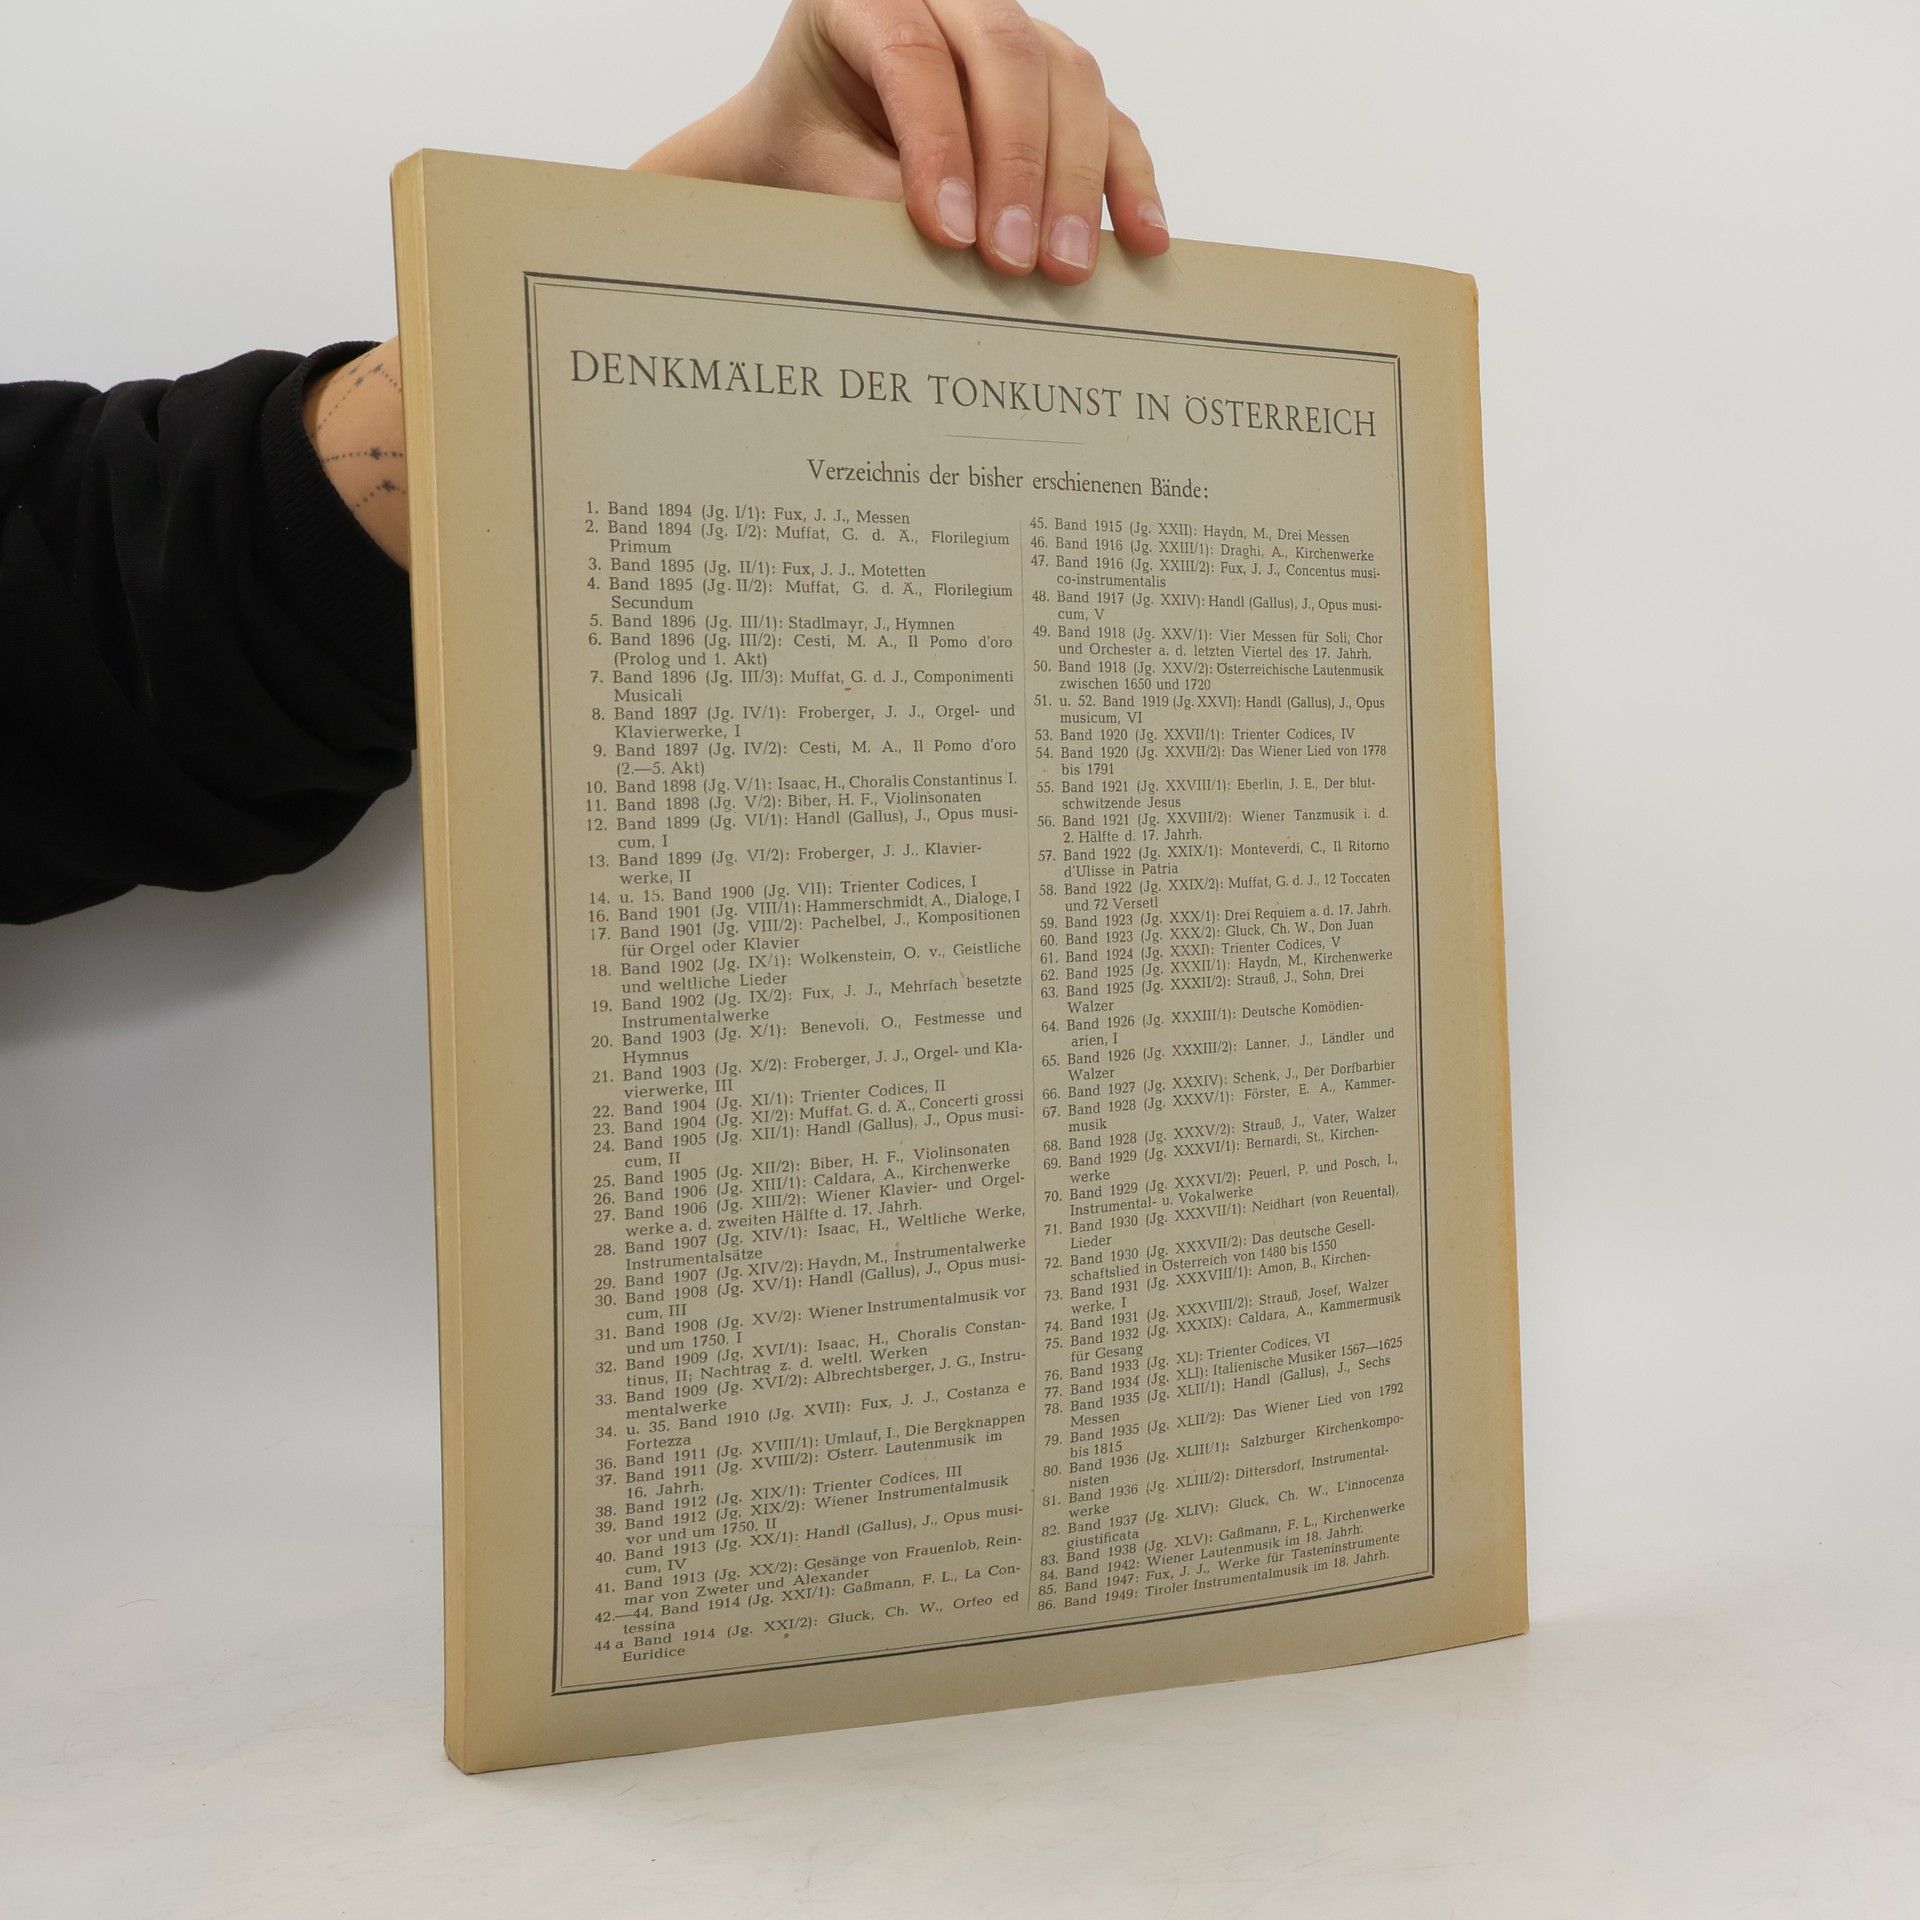 DENKMÄLER DER TONKUNST IN ÖSTERREICH
Verzeichnis der bisher erschienenen Bände:
1. Band 1894 (Jg. I/1): Fux, J. J., Messen
2. Band 1894 (Jg. I/2): Muffat, G. d. Ä., Florilegium
Primum
3. Band 1895 (Jg. II/1): Fux, J. J., Motetten
4. Band 1895 (Jg. II/2): Muffat, G. d. Ä., Florilegium
Secundum
5. Band 1896 (Jg. III/1): Stadlmayr, J., Hymnen
6. Band 1896 (Jg. III/2): Cesti, M. A., Il Pomo d'oro
(Prolog und 1. Akt)
7. Band 1896 (Jg. III/3): Muffat, G. d. J., Componimenti
Musicali
8. Band 1897 (Jg. IV/1): Froberger, J. J., Orgel- und
Klavierwerke, I
9. Band 1897 (Jg. IV/2): Cesti, M. A., Il Pomo d'oro
(2.—5. Akt)
10. Band 1898 (Jg. V/1): Isaac, H., Choralis Constantinus I.
11. Band 1898 (Jg. V/2): Biber, H. F., Violinsonaten
12. Band 1899 (Jg. VI/1): Handl (Gallus), J., Opus musi-
cum, I
13. Band 1899 (Jg. VI/2): Froberger, J. J., Klavier-
werke, II
14. u. 15. Band 1900 (Jg. VII): Trienter Codices, I
16. Band 1901 (Jg. VIII/1): Hammerschmidt, A., Dialoge, I
17. Band 1901 (Jg. VIII/2): Pachelbel, J., Kompositionen
für Orgel oder Klavier
18. Band 1902 (Jg. IX/1): Wolkenstein, O. v., Geistliche
und weltliche Lieder
19. Band 1902 (Jg. IX/2): Fux, J. J., Mehrfach besetzte
Instrumentalwerke
20. Band 1903 (Jg. X/1): Benevoli, O., Festmesse und
Hymnus
21. Band 1903 (Jg. X/2): Froberger, J. J., Orgel- und Kla-
vierwerke, III
22. Band 1904 (Jg. XI/1): Trienter Codices, II
23. Band 1904 (Jg. XI/2): Muffat. G. d. Ä., Concerti grossi
24. Band 1905 (Jg. XII/1): Handl (Gallus), J., Opus musi-
cum, II
25. Band 1905 (Jg. XII/2): Biber, H. F., Violinsonaten
26. Band 1906 (Jg. XIII/1): Caldara, A., Kirchenwerke
27. Band 1906 (Jg. XIII/2): Wiener Klavier- und Orgel-
werke a. d. zweiten Hälfte d. 17. Jahrh.
28. Band 1907 (Jg. XIV/1): Isaac, H., Weltliche Werke,
Instrumentalsätze
29. Band 1907 (Jg. XIV/2): Haydn, M., Instrumentalwerke
30. Band 1908 (Jg. XV/1): Handl (Gallus), J., Opus musi-
cum, III
31. Band 1908 (Jg. XV/2): Wiener Instrumentalmusik vor
und um 1750, I
32. Band 1909 (Jg. XVI/1): Isaac, H., Choralis Constan-
tinus, II; Nachtrag z. d. weltl. Werken
33. Band 1909 (Jg. XVI/2): Albrechtsberger, J. G., Instru-
mentalwerke
34. u. 35. Band 1910 (Jg. XVII): Fux, J. J., Costanza e
Fortezza
36. Band 1911 (Jg. XVIII/1): Umlauf, I., Die Bergknappen
37. Band 1911 (Jg. XVIII/2): Österr. Lautenmusik im
16. Jahrh.
38. Band 1912 (Jg. XIX/1): Trienter Codices, III
39. Band 1912 (Jg. XIX/2): Wiener Instrumentalmusik
vor und um 1750, II
40. Band 1913 (Jg. XX/1): Handl (Gallus), J., Opus musi-
cum, IV
41. Band 1913 (Jg. XX/2): Gesänge von Frauenlob, Rein-
mar von Zweter und Alexander
42.—44. Band 1914 (Jg. XXI/1): Gaßmann, F. L., La Con-
tessina
44 a Band 1914 (Jg. XXI/2): Gluck, Ch. W., Orfeo ed
Euridice
45. Band 1915 (Jg. XXII): Haydn, M., Drei Messen
46. Band 1916 (Jg. XXIII/1): Draghi, A., Kirchenwerke
47. Band 1916 (Jg. XXIII/2): Fux, J. J., Concentus musi-
co-instrumentalis
48. Band 1917 (Jg. XXIV): Handl (Gallus), J., Opus musi-
cum, V
49. Band 1918 (Jg. XXV/1): Vier Messen für Soli, Chor
und Orchester a. d. letzten Viertel des 17. Jahrh.
50. Band 1918 (Jg. XXV/2): Österreichische Lautenmusik
zwischen 1650 und 1720
51. u. 52. Band 1919 (Jg. XXVI): Handl (Gallus), J., Opus
musicum, VI
53. Band 1920 (Jg. XXVII/1): Trienter Codices, IV
54. Band 1920 (Jg. XXVII/2): Das Wiener Lied von 1778
bis 1791
55. Band 1921 (Jg. XXVIII/1): Eberlin, J. E., Der blut-
schwitzende Jesus
56. Band 1921 (Jg. XXVIII/2): Wiener Tanzmusik i. d.
2. Hälfte d. 17. Jahrh.
57. Band 1922 (Jg. XXIX/1): Monteverdi, C., Il Ritorno
d'Ulisse in Patria
58. Band 1922 (Jg. XXIX/2): Muffat, G. d. J., 12 Toccaten
und 72 Versetl
59. Band 1923 (Jg. XXX/1): Drei Requiem a. d. 17. Jahrh.
60. Band 1923 (Jg. XXX/2): Gluck, Ch. W., Don Juan
61. Band 1924 (Jg. XXXI): Trienter Codices, V
62. Band 1925 (Jg. XXXII/1): Haydn, M., Kirchenwerke
63. Band 1925 (Jg. XXXII/2): Strauß, J., Sohn, Drei
Walzer
64. Band 1926 (Jg. XXXIII/1): Deutsche Komödien-
arien, I
65. Band 1926 (Jg. XXXIII/2): Lanner, J., Ländler und
Walzer
66. Band 1927 (Jg. XXXIV): Schenk, J., Der Dorfbarbier
67. Band 1928 (Jg. XXXV/1): Förster, E. A., Kammer-
musik
68. Band 1928 (Jg. XXXV/2): Strauß, J., Vater, Walzer
69. Band 1929 (Jg. XXXVI/1): Bernardi, St., Kirchen-
werke
70. Band 1929 (Jg. XXXVI/2): Peuerl, P. und Posch, I.,
Instrumental- u. Vokalwerke
71. Band 1930 (Jg. XXXVII/1): Neidhart (von Reuental),
Lieder
72. Band 1930 (Jg. XXXVII/2): Das deutsche Gesell-
schaftslied in Österreich von 1480 bis 1550
73. Band 1931 (Jg. XXXVIII/1): Amon, B., Kirchen-
werke, I
74. Band 1931 (Jg. XXXVIII/2): Strauß, Josef, Walzer
75. Band 1932 (Jg. XXXIX): Caldara, A., Kammermusik
für Gesang
76. Band 1933 (Jg. XL): Trienter Codices, VI
77. Band 1934 (Jg. XLI): Italienische Musiker 1567—1625
78. Band 1935 (Jg. XLII/1); Handl (Gallus), J., Sechs
Messen
79. Band 1935 (Jg. XLII/2): Das Wiener Lied von 1792
bis 1815
80. Band 1936 (Jg. XLIII/1): Salzburger Kirchenkompo-
nisten
81. Band 1936 (Jg. XLIII/2): Dittersdorf, Instrumental-
werke
82. Band 1937 (Jg. XLIV): Gluck, Ch. W., L'innocenza
giustificata
83. Band 1938 (Jg. XLV): Gaßmann, F. L., Kirchenwerke
84. Band 1942: Wiener Lautenmusik im 18. Jahrh.
85. Band 1947: Fux, J. J., Werke für Tasteninstrumente
86. Band 1949: Tiroler Instrumentalmusik im 18. Jahrh.